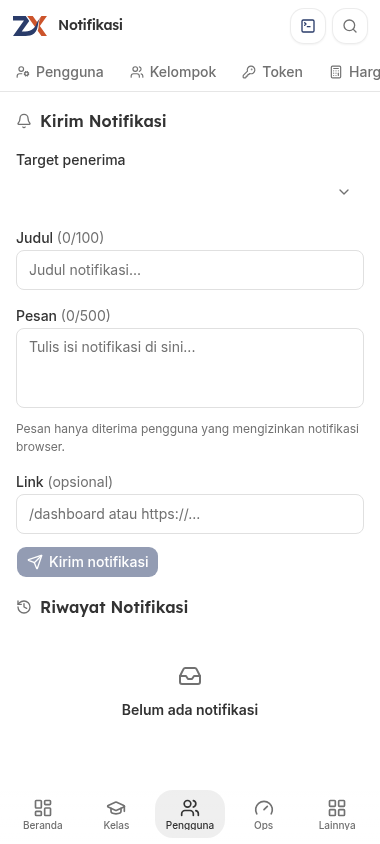 ZX Notifikasi
Pengguna Kelompok Token Harg
Kirim Notifikasi
Target penerima
Judul (0/100)
Judul notifikasi...
Pesan (0/500)
Tulis isi notifikasi di sini...
Pesan hanya diterima pengguna yang mengizinkan notifikasi
browser.
Link (opsional)
/dashboard atau https://...
Kirim notifikasi
Riwayat Notifikasi
Belum ada notifikasi
Beranda Kelas Pengguna Ops Lainnya